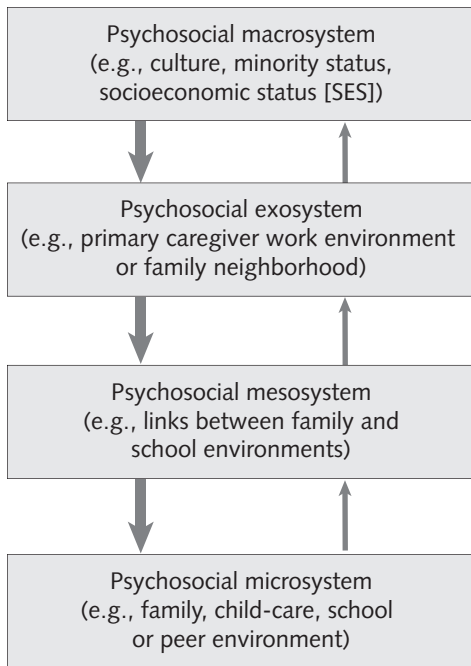 Psychosocial macrosystem
(e.g., culture, minority status,
socioeconomic status [SES])
Psychosocial exosystem
(e.g., primary caregiver work environment
or family neighborhood)
Psychosocial mesosystem
(e.g., links between family and
school environments)
Psychosocial microsystem
(e.g., family, child-care, school
or peer environment)